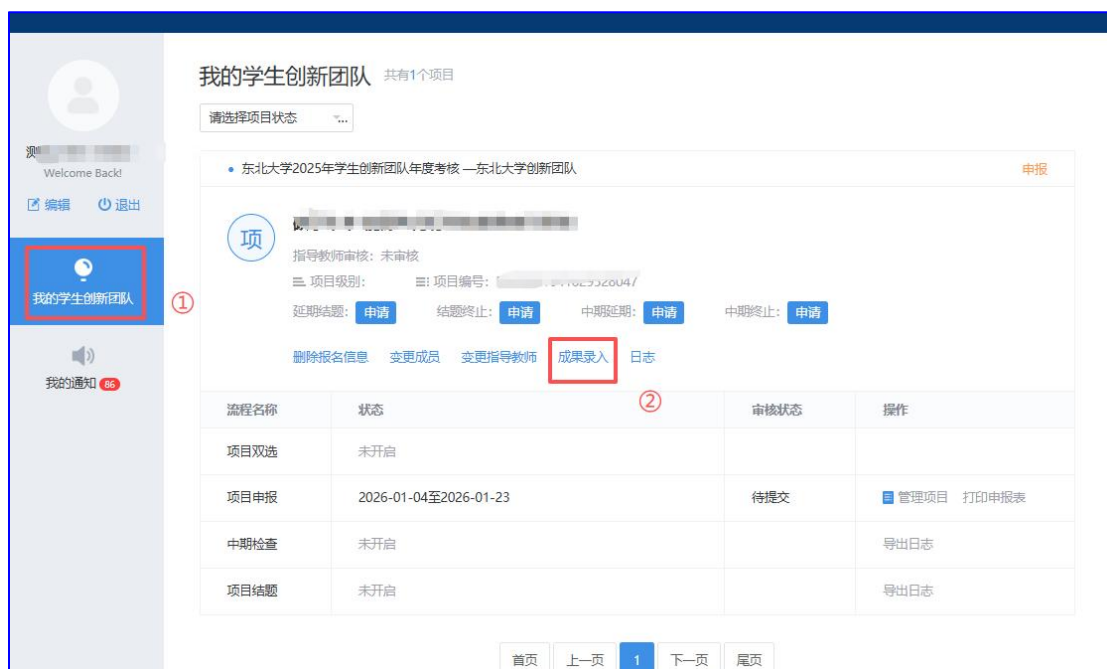 我的学生创新团队 共有1个项目
请选择项目状态 ...
Welcome Back!
编辑 退出
我的学生创新团队
①
我的通知 86
• 东北大学2025年学生创新团队年度考核 —东北大学创新团队 申报
项
指导教师审核：未审核
项目级别： 项目编号：
延期结题： 申请 结题终止： 申请 中期延期： 申请 中期终止： 申请
删除报名信息 变更成员 变更指导教师 成果录入 日志
②
流程名称 状态 审核状态 操作
项目双选 未开启
项目申报 2026-01-04至2026-01-23 待提交 管理项目 打印申报表
中期检查 未开启 导出日志
项目结题 未开启 导出日志
首页 上一页 1 下一页 尾页